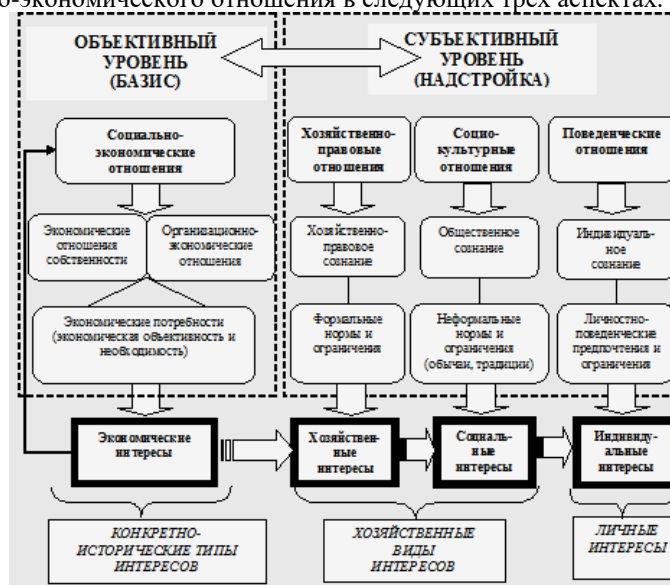 о-экономического отношения в следующих трех аспектах.
ОБЪЕКТИВНЫЙ
УРОВЕНЬ
(БАЗИС)
СУБЪЕКТИВНЫЙ
УРОВЕНЬ
(НАДСТРОЙКА)
Социально-
экономические
отношения
Хозяйственно-
правовые
отношения
Социо-
культурные
отношения
Поведенческие
отношения
Экономические
отношения
собственности
Организационно-
экономические
отношения
Хозяйственно-
правовое
сознание
Общественное
сознание
Индивидуаль-
ное
сознание
Экономические потребности
(экономическая объективность и
необходимость)
Формальные
нормы и
ограничения
Неформальные
нормы и
ограничения
(обычаи, традиции)
Личностно-
поведенческие
предпочтения и
ограничения
Экономические
интересы
Хозяйствен-
ные
интересы
Социаль-
ные
интересы
Индивиду-
альные
интересы
КОНКРЕТНО-
ИСТОРИЧЕСКИЕ ТИПЫ
ИНТЕРЕСОВ
ХОЗЯЙСТВЕННЫЕ
ВИДЫ
ИНТЕРЕСОВ
ЛИЧНЫЕ
ИНТЕРЕСЫ